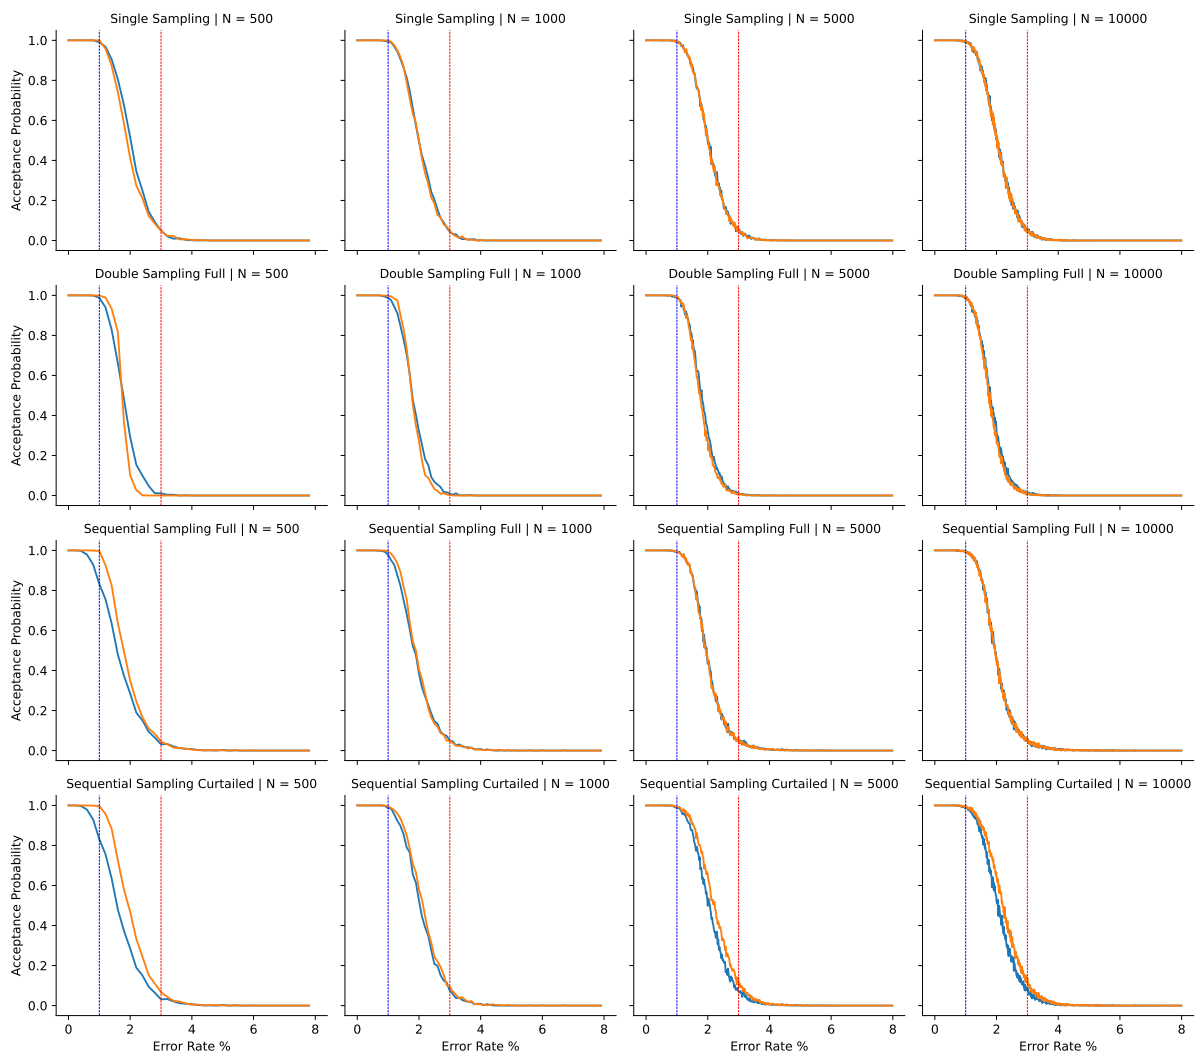 Single Sampling | N = 500
Single Sampling | N = 1000
Single Sampling | N = 5000
Single Sampling | N = 10000
1.0
0.8
0.6
0.4
0.2
0.0
Acceptance Probability
Double Sampling Full | N = 500
Double Sampling Full | N = 1000
Double Sampling Full | N = 5000
Double Sampling Full | N = 10000
1.0
0.8
0.6
0.4
0.2
0.0
Acceptance Probability
Sequential Sampling Full | N = 500
Sequential Sampling Full | N = 1000
Sequential Sampling Full | N = 5000
Sequential Sampling Full | N = 10000
1.0
0.8
0.6
0.4
0.2
0.0
Acceptance Probability
Sequential Sampling Curtailed | N = 500
Sequential Sampling Curtailed | N = 1000
Sequential Sampling Curtailed | N = 5000
Sequential Sampling Curtailed | N = 10000
1.0
0.8
0.6
0.4
0.2
0.0
Acceptance Probability
0 2 4 6 8
0 2 4 6 8
0 2 4 6 8
0 2 4 6 8
Error Rate %
Error Rate %
Error Rate %
Error Rate %